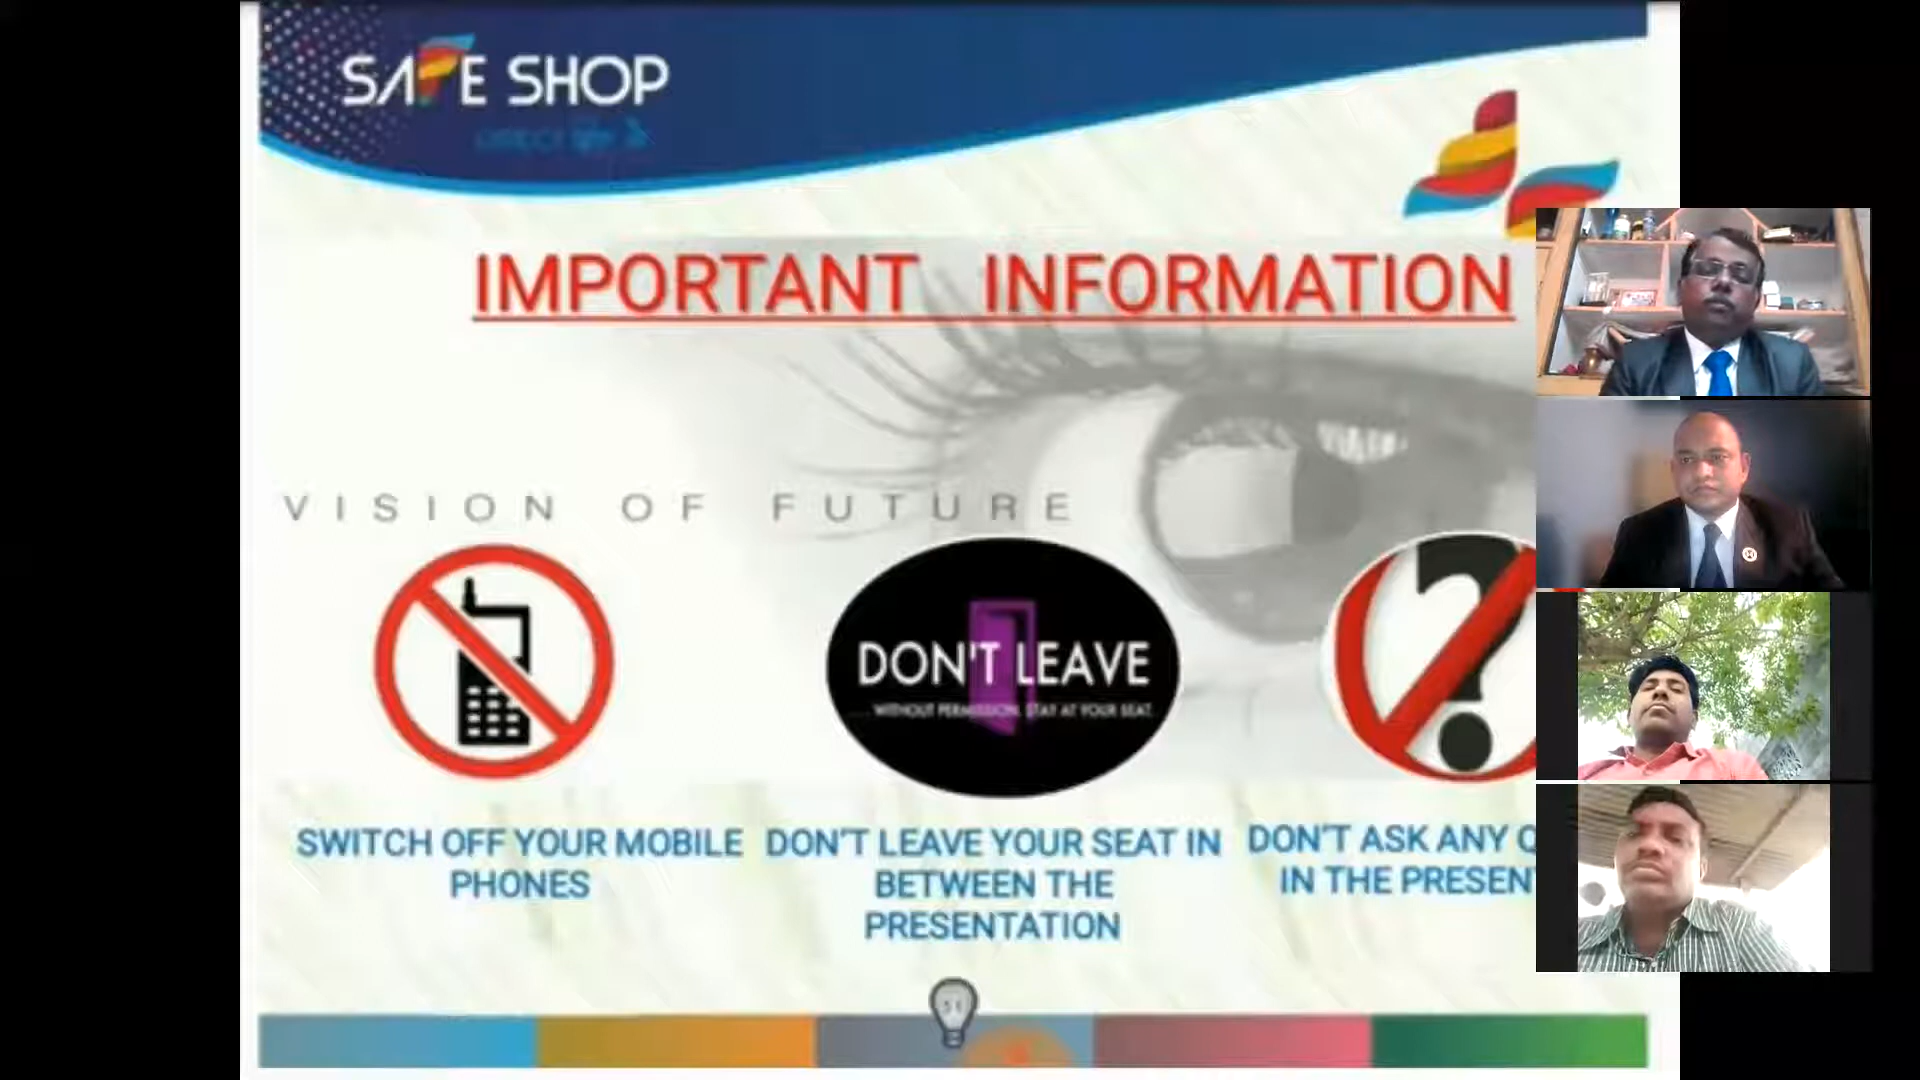 SAFE SHOP
IMPORTANT INFORMATION
VISION OF FUTURE
DON'T LEAVE
WITHOUT PERMISSION. STAY AT YOUR SEAT.
SWITCH OFF YOUR MOBILE
PHONES
DON'T LEAVE YOUR SEAT IN
BETWEEN THE
PRESENTATION
DON'T ASK ANY Q
IN THE PRESEN